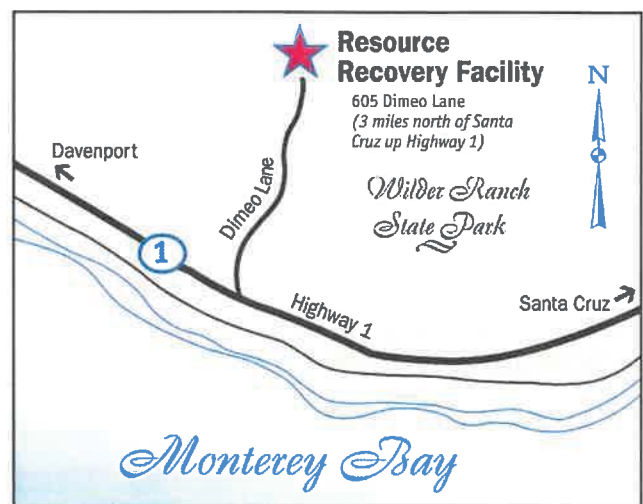 Resource
Recovery Facility
605 Dimeo Lane
(3 miles north of Santa
Cruz up Highway 1)
N
Davenport
Dimeo Lane
Wilder Ranch
State Park
1
Highway 1
Santa Cruz
Monterey Bay